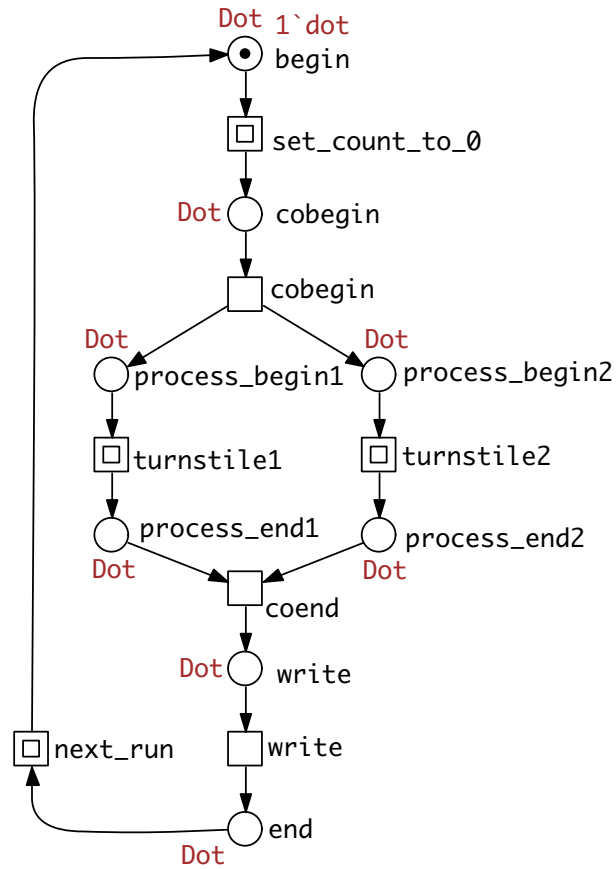 Dot 1`dot
begin
set_count_to_0
Dot cobegin
cobegin
Dot Dot
process_begin1 process_begin2
turnstile1 turnstile2
process_end1 process_end2
Dot Dot
coend
Dot write
next_run write
end
Dot